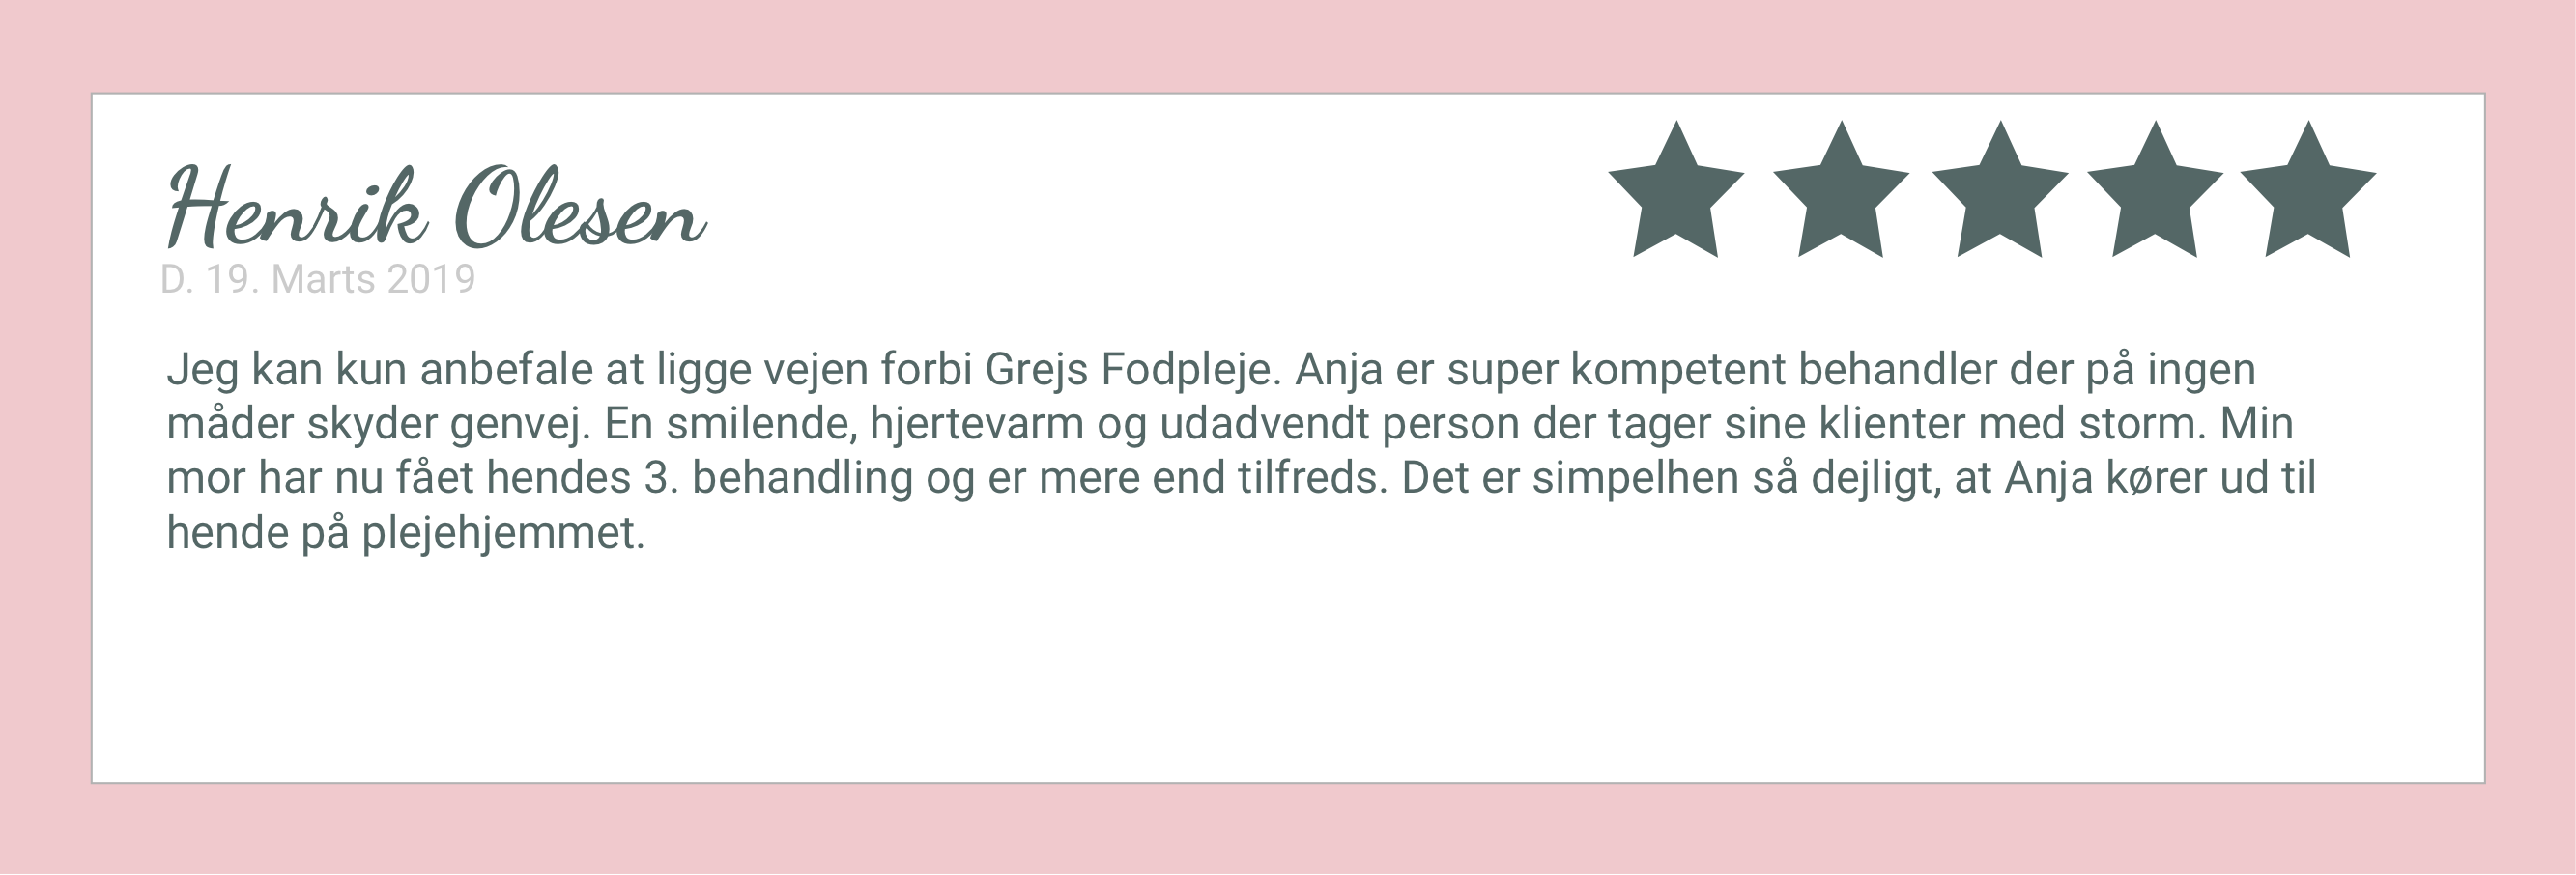 Henrik Olesen
D. 19. Marts 2019
Jeg kan kun anbefale at ligge vejen forbi Grejs Fodpleje. Anja er super kompetent behandler der på ingen
måder skyder genvej. En smilende, hjertevarm og udadvendt person der tager sine klienter med storm. Min
mor har nu fået hendes 3. behandling og er mere end tilfreds. Det er simpelhen så dejligt, at Anja kører ud til
hende på plejehjemmet.